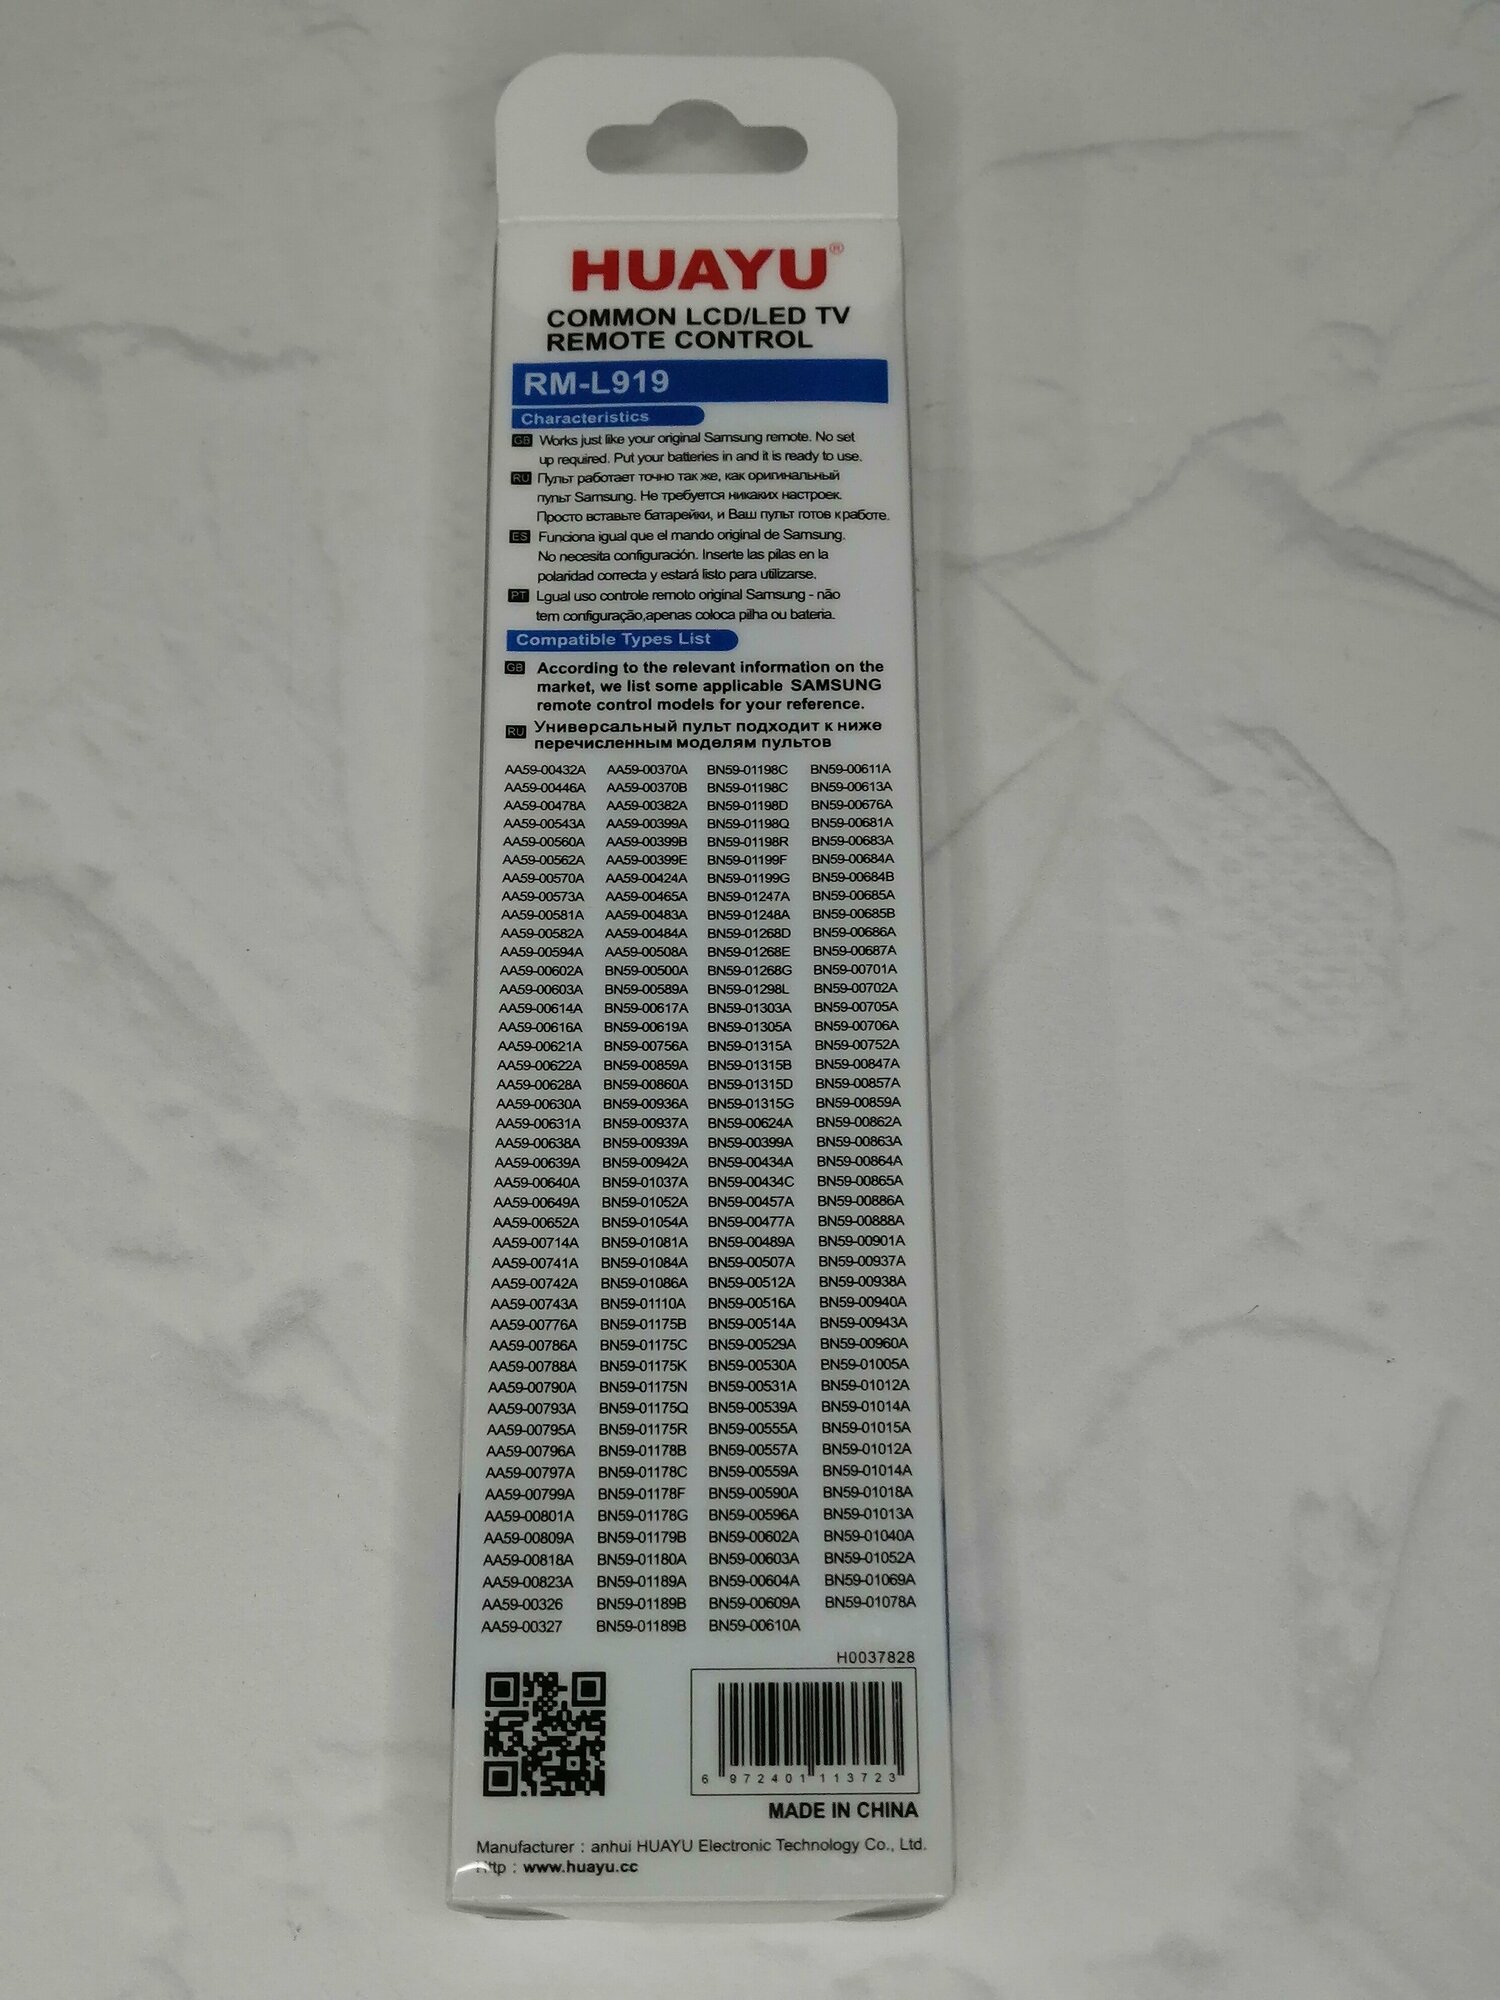 HUAYU®
COMMON LCD/LED TV
REMOTE CONTROL
RM-L919
Characteristics
GB Works just like your original Samsung remote. No set
up required. Put your batteries in and it is ready to use.
RU Пульт работает точно так же, как оригинальный
пульт Samsung. Не требуется никаких настроек.
Просто вставьте батарейки, и Ваш пульт готов к работе.
ES Funciona igual que el mando original de Samsung.
No necesita configuración. Inserte las pilas en la
polaridad correcta y estará listo para utilizarse.
PT Lgual uso controle remoto original Samsung - não
tem configuração,apenas coloca pilha ou bateria.
Compatible Types List
GB According to the relevant information on the
market, we list some applicable SAMSUNG
remote control models for your reference.
RU Универсальный пульт подходит к ниже
перечисленным моделям пультов
AA59-00432A AA59-00370A BN59-01198C BN59-00611A
AA59-00446A AA59-00370B BN59-01198C BN59-00613A
AA59-00478A AA59-00382A BN59-01198D BN59-00676A
AA59-00543A AA59-00399A BN59-01198Q BN59-00681A
AA59-00560A AA59-00399B BN59-01198R BN59-00683A
AA59-00562A AA59-00399E BN59-01199F BN59-00684A
AA59-00570A AA59-00424A BN59-01199G BN59-00684B
AA59-00573A AA59-00465A BN59-01247A BN59-00685A
AA59-00581A AA59-00483A BN59-01248A BN59-00685B
AA59-00582A AA59-00484A BN59-01268D BN59-00686A
AA59-00594A AA59-00508A BN59-01268E BN59-00687A
AA59-00602A BN59-00500A BN59-01268G BN59-00701A
AA59-00603A BN59-00589A BN59-01298L BN59-00702A
AA59-00614A BN59-00617A BN59-01303A BN59-00705A
AA59-00616A BN59-00619A BN59-01305A BN59-00706A
AA59-00621A BN59-00756A BN59-01315A BN59-00752A
AA59-00622A BN59-00859A BN59-01315B BN59-00847A
AA59-00628A BN59-00860A BN59-01315D BN59-00857A
AA59-00630A BN59-00936A BN59-01315G BN59-00859A
AA59-00631A BN59-00937A BN59-00624A BN59-00862A
AA59-00638A BN59-00939A BN59-00399A BN59-00863A
AA59-00639A BN59-00942A BN59-00434A BN59-00864A
AA59-00640A BN59-01037A BN59-00434C BN59-00865A
AA59-00649A BN59-01052A BN59-00457A BN59-00886A
AA59-00652A BN59-01054A BN59-00477A BN59-00888A
AA59-00714A BN59-01081A BN59-00489A BN59-00901A
AA59-00741A BN59-01084A BN59-00507A BN59-00937A
AA59-00742A BN59-01086A BN59-00512A BN59-00938A
AA59-00743A BN59-01110A BN59-00516A BN59-00940A
AA59-00776A BN59-01175B BN59-00514A BN59-00943A
AA59-00786A BN59-01175C BN59-00529A BN59-00960A
AA59-00788A BN59-01175K BN59-00530A BN59-01005A
AA59-00790A BN59-01175N BN59-00531A BN59-01012A
AA59-00793A BN59-01175Q BN59-00539A BN59-01014A
AA59-00795A BN59-01175R BN59-00555A BN59-01015A
AA59-00796A BN59-01178B BN59-00557A BN59-01012A
AA59-00797A BN59-01178C BN59-00559A BN59-01014A
AA59-00799A BN59-01178F BN59-00590A BN59-01018A
AA59-00801A BN59-01178G BN59-00596A BN59-01013A
AA59-00809A BN59-01179B BN59-00602A BN59-01040A
AA59-00818A BN59-01180A BN59-00603A BN59-01052A
AA59-00823A BN59-01189A BN59-00604A BN59-01069A
AA59-00326 BN59-01189B BN59-00609A BN59-01078A
AA59-00327 BN59-01189B BN59-00610A
H0037828
6 972401 113723
MADE IN CHINA
Manufacturer : anhui HUAYU Electronic Technology Co., Ltd.
Http : www.huayu.cc